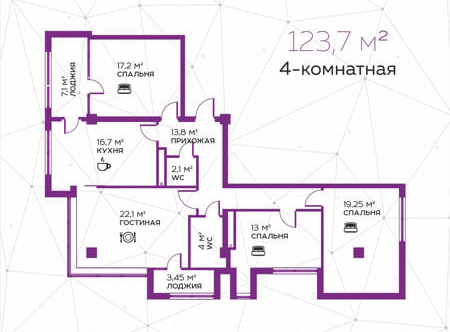 123,7 м²
4-комнатная
17,2 м²
СПАЛЬНЯ
7,1 м²
ЛОДЖИЯ
16,7 м²
КУХНЯ
13,8 м²
ПРИХОЖАЯ
2,1 м²
WC
22,1 м²
ГОСТИНАЯ
4 м²
WC
13 м²
СПАЛЬНЯ
19,25 м²
СПАЛЬНЯ
3,45 м²
ЛОДЖИЯ